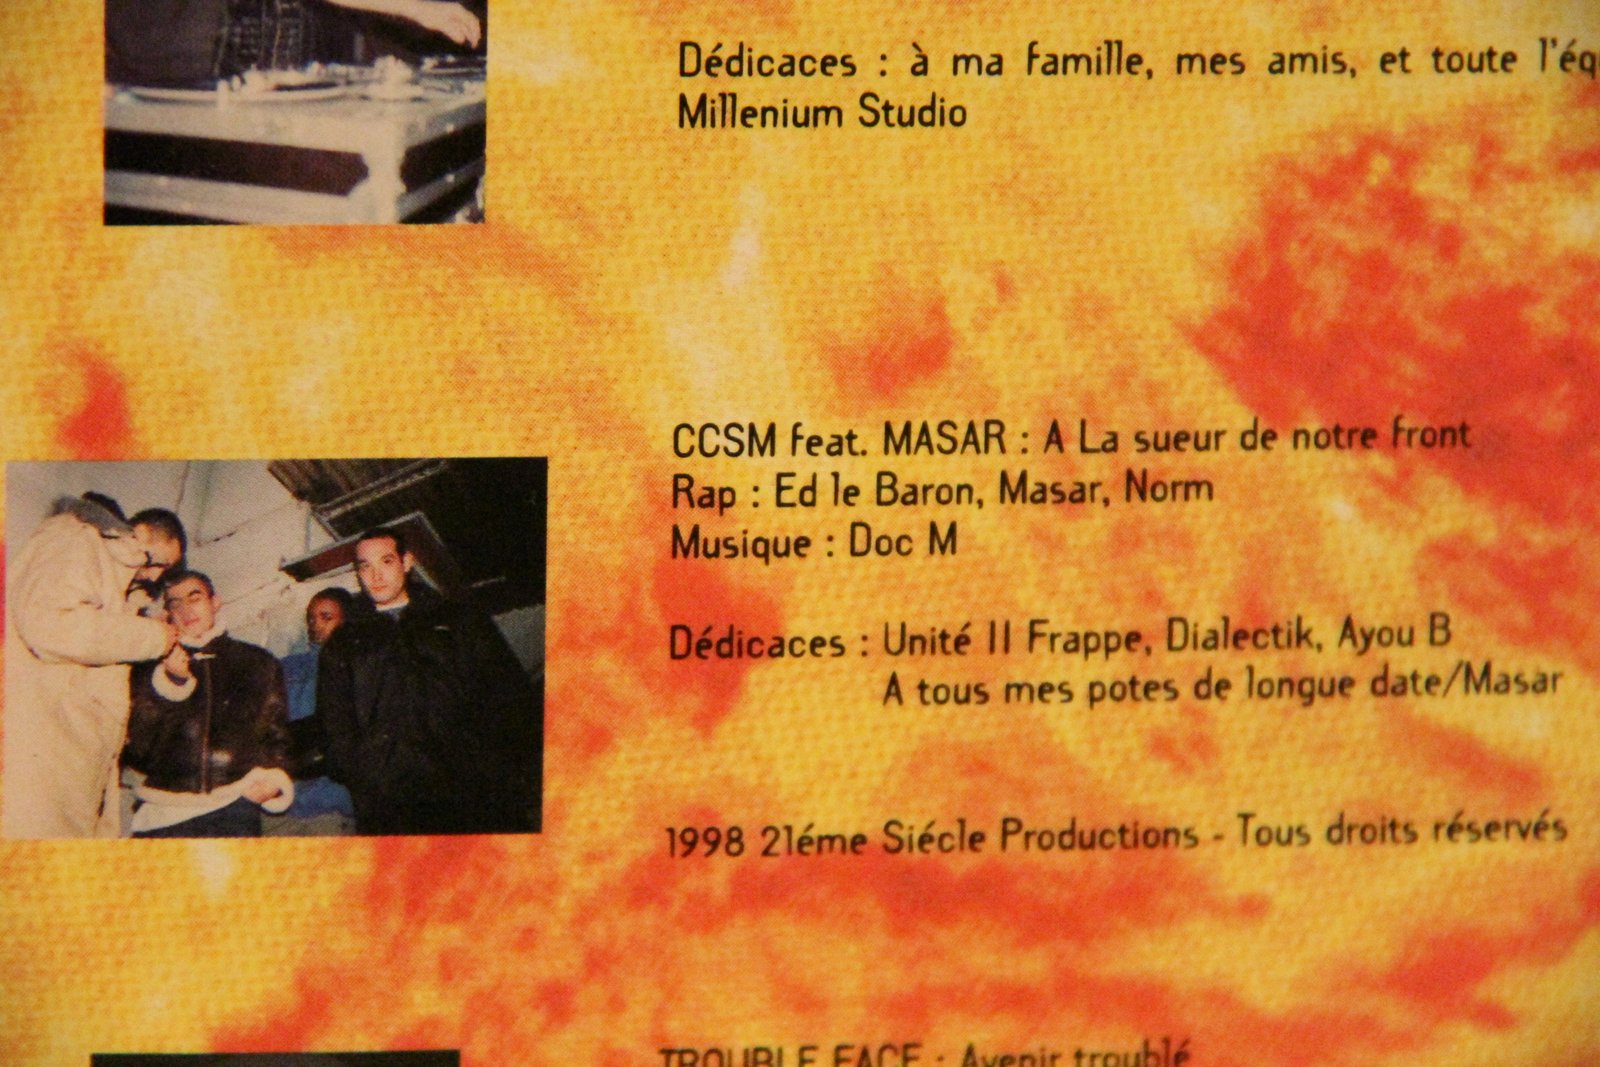 Dédicaces : à ma famille, mes amis, et toute
Millenium Studio
CCSM feat. MASAR : A La sueur de notre front
Rap : Ed le Baron, Masar, Norm
Musique : Doc M
Dédicaces : Unité II Frappe, Dialectik, Ayou B
A tous mes potes de longue date/Masar
1998 21éme Siécle Productions - Tous droits réservés
TROUBLE FACE : Avenir troublé